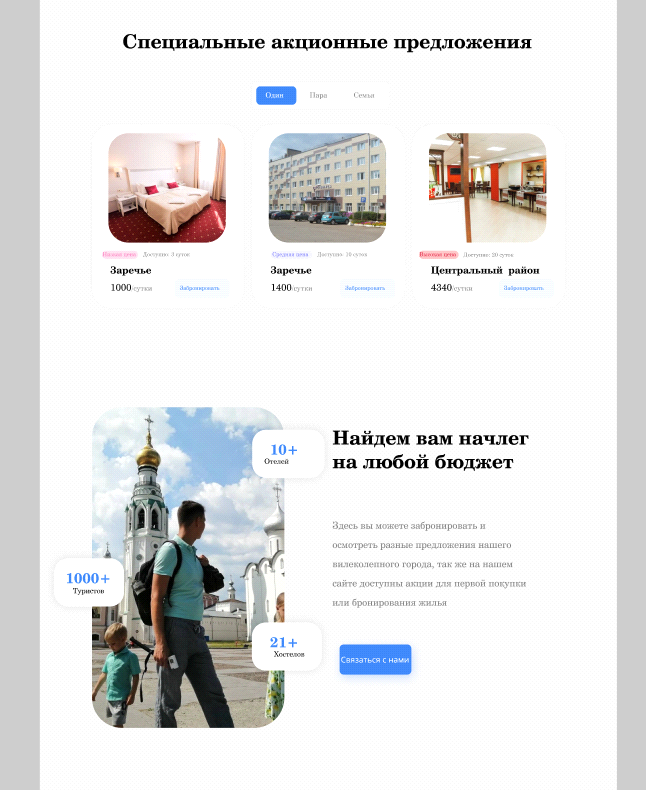 Специальные акционные предложения
Один Пара Семья
Низкая цена Доступно: 3 суток
Заречье
1000/сутки Забронировать
Средняя цена Доступно: 10 суток
Заречье
1400/сутки Забронировать
Высокая цена Доступно: 20 суток
Центральный район
4340/сутки Забронировать
10+
Отелей
1000+
Туристов
21+
Хостелов
Найдем вам начлег
на любой бюджет
Здесь вы можете забронировать и
осмотреть разные предложения нашего
вилеколепного города, так же на нашем
сайте доступны акции для первой покупки
или бронирования жилья
Связаться с нами